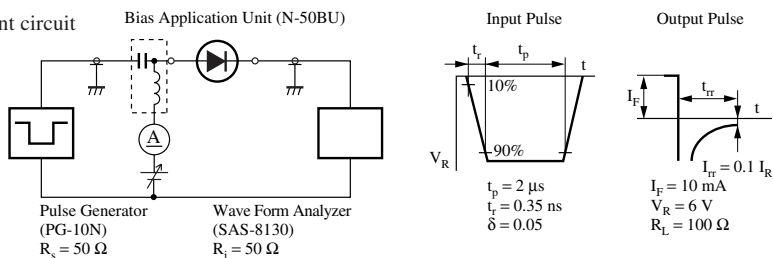 nt circuit
Bias Application Unit (N-50BU)
A
Pulse Generator
(PG-10N)
R_s = 50 Ω
Wave Form Analyzer
(SAS-8130)
R_i = 50 Ω
Input Pulse
t_r
t_p
t
10%
90%
V_R
t_p = 2 μs
t_r = 0.35 ns
δ = 0.05
Output Pulse
I_F
t_rr
t
I_rr = 0.1 I_R
I_F = 10 mA
V_R = 6 V
R_L = 100 Ω